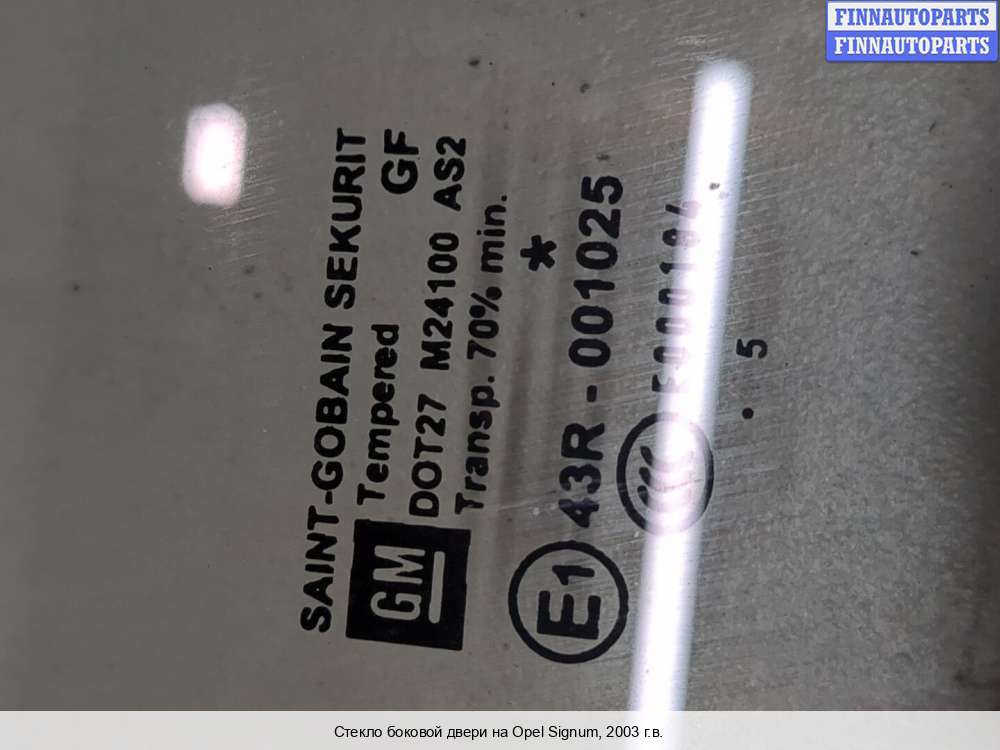 FINNAUTOPARTS
FINNAUTOPARTS
SAINT-GOBAIN SEKURIT
GM
Tempered GF
DOT27 M24100 AS2
Transp. 70% min.
*
E1 43R - 001025
CCC
. 5
Стекло боковой двери на Opel Signum, 2003 г.в.